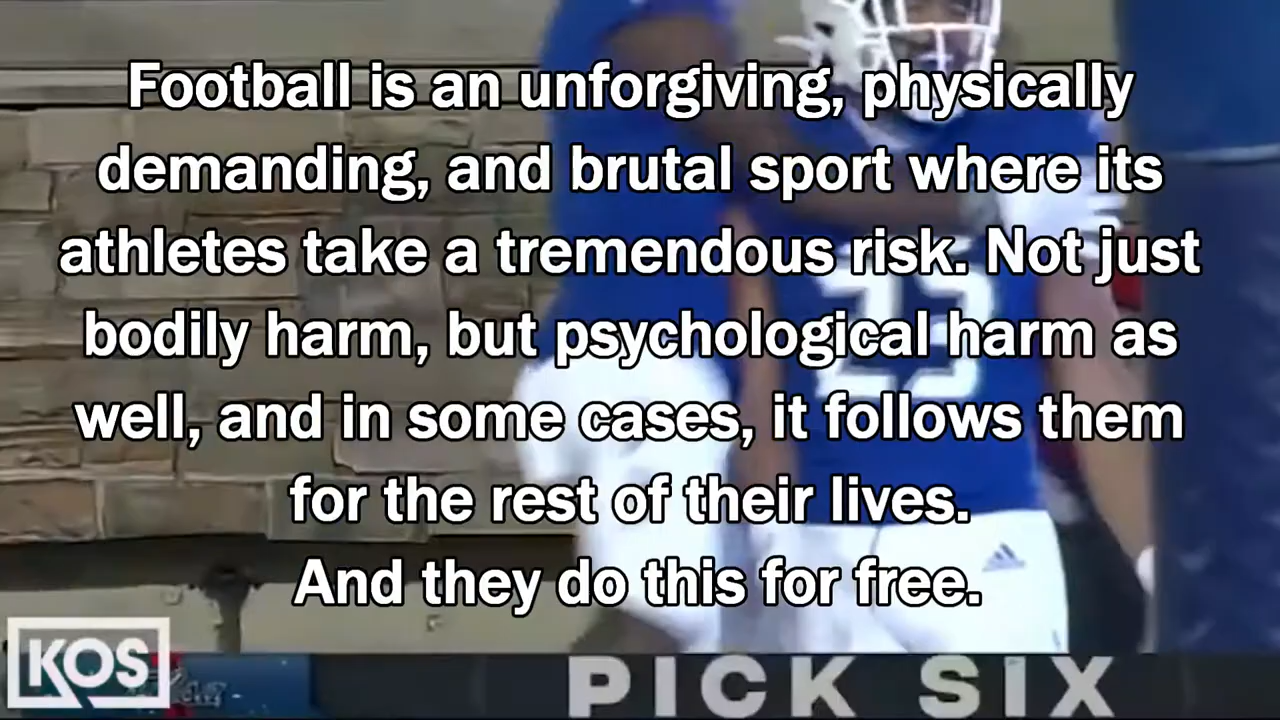 Football is an unforgiving, physically
demanding, and brutal sport where its
athletes take a tremendous risk. Not just
bodily harm, but psychological harm as
well, and in some cases, it follows them
for the rest of their lives.
And they do this for free.
23
KOS
PICK SIX